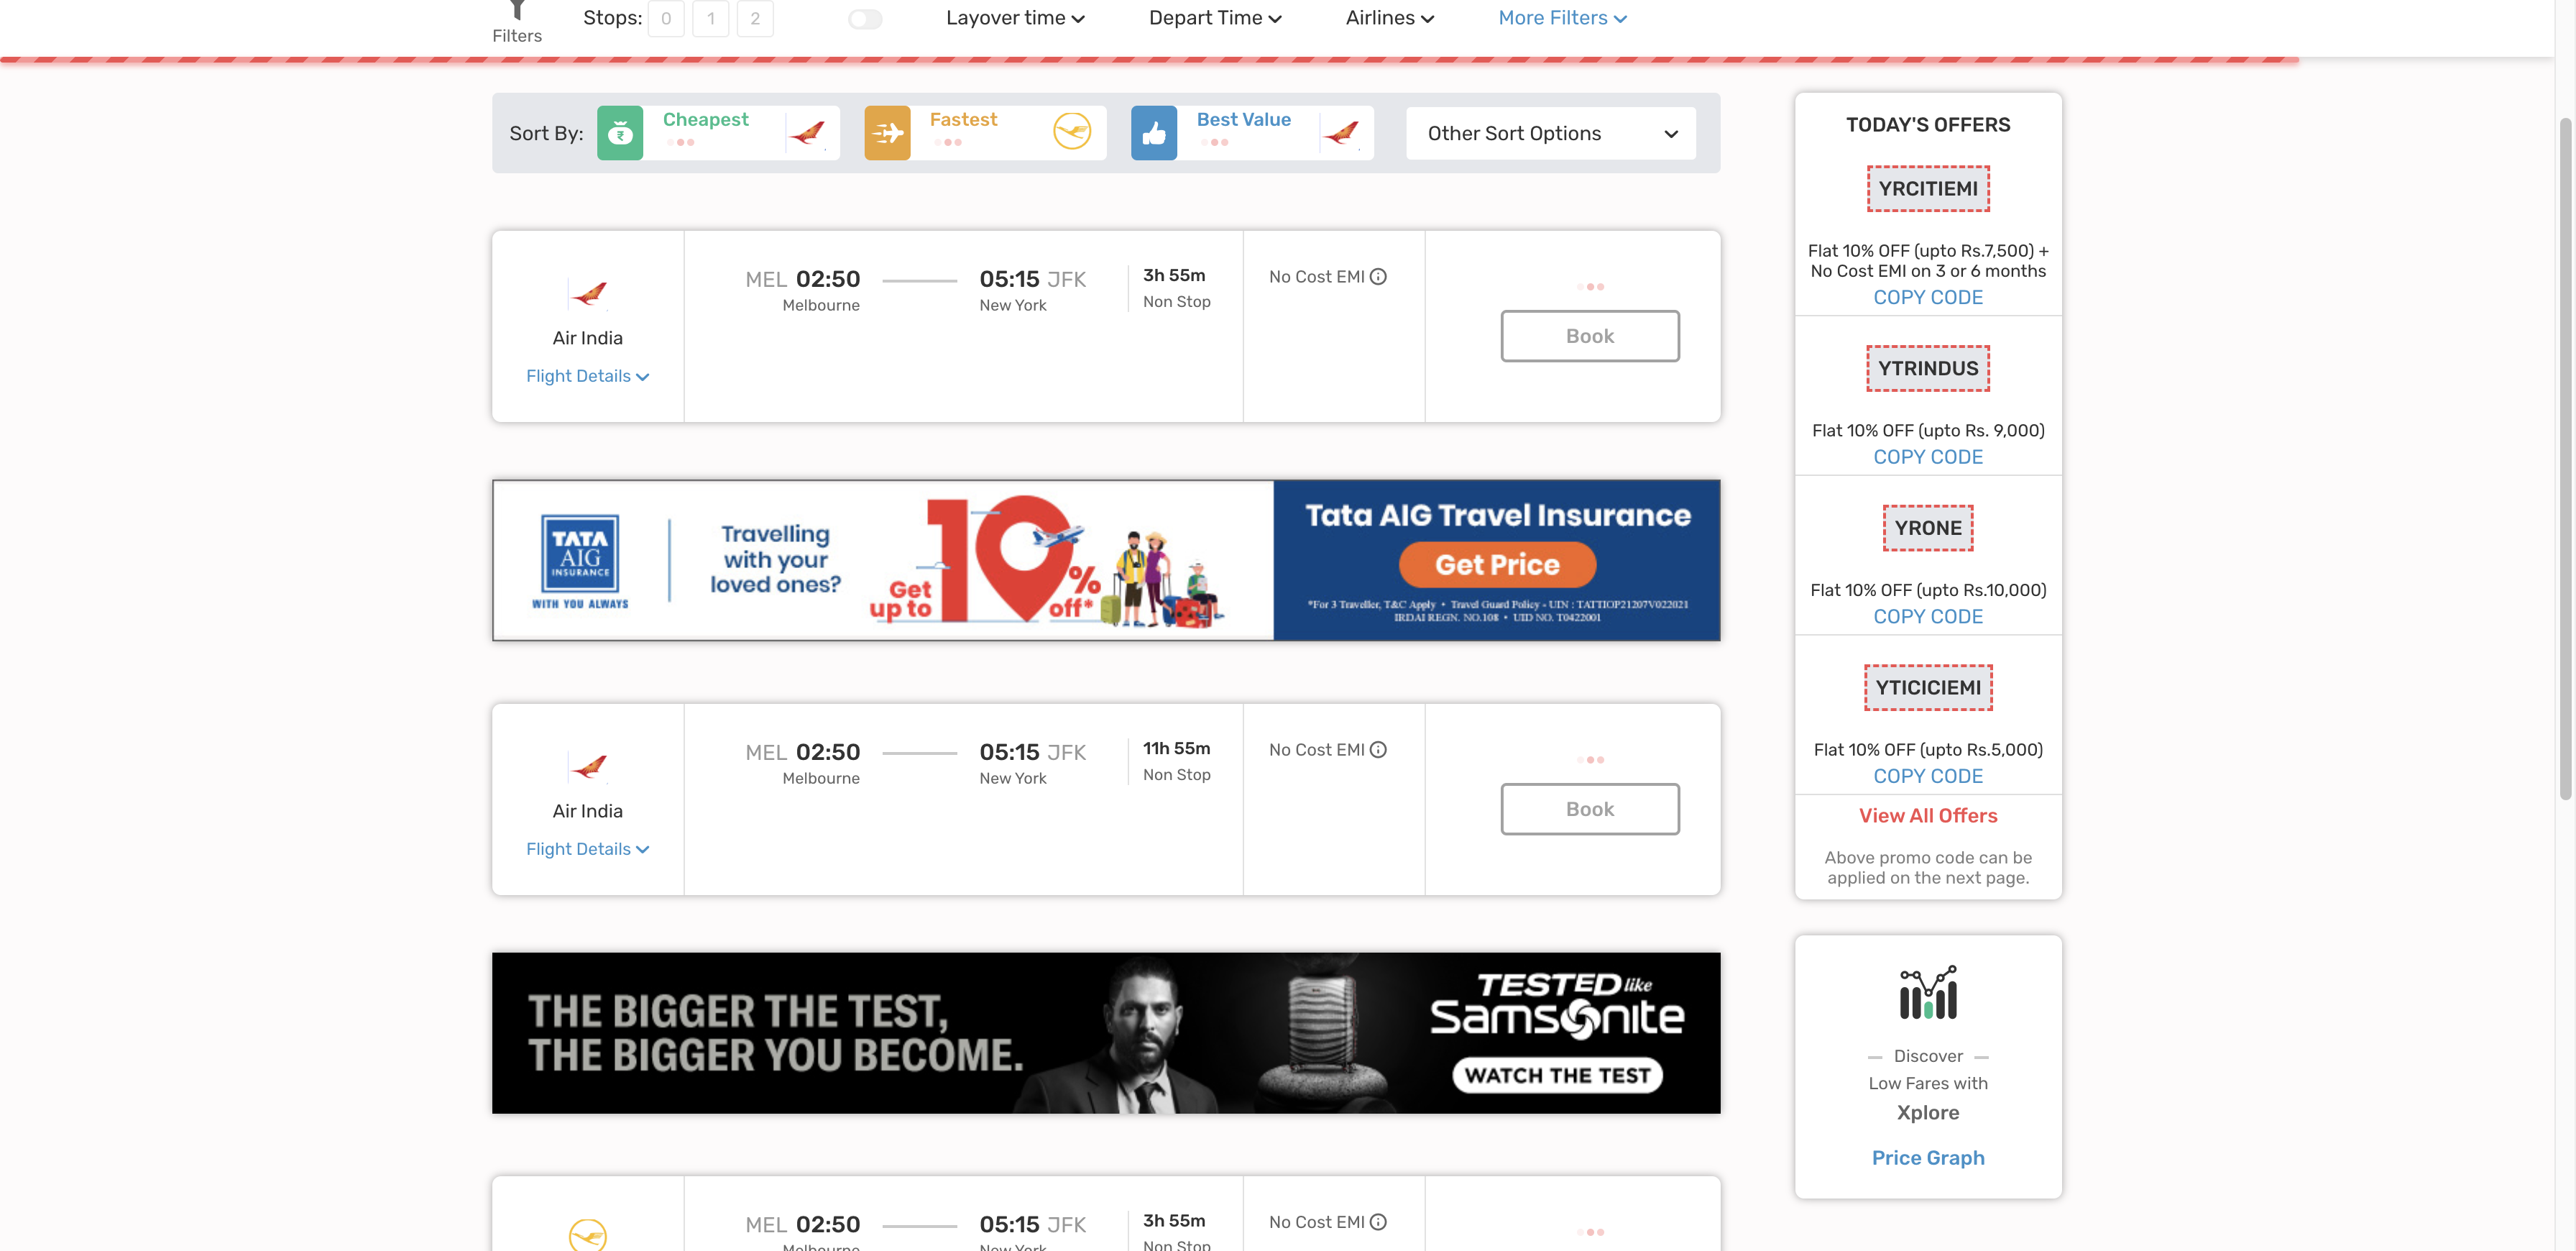 Filters
Stops: 0 1 2
Layover time
Depart Time
Airlines
More Filters
Sort By:
Cheapest
Fastest
Best Value
Other Sort Options
MEL 02:50
05:15 JFK
3h 55m
No Cost EMI
Melbourne
New York
Non Stop
Air India
Book
Flight Details
TATA
AIG
INSURANCE
WITH YOU ALWAYS
Travelling
with your
loved ones?
Get
up to
10%
off*
Tata AIG Travel Insurance
Get Price
*For 3 Traveller, T&C Apply • Travel Guard Policy - UIN : TATTIOP21207V022021
IRDAI REGN. NO.108 • UID NO. T0422001
MEL 02:50
05:15 JFK
11h 55m
No Cost EMI
Melbourne
New York
Non Stop
Air India
Book
Flight Details
THE BIGGER THE TEST,
THE BIGGER YOU BECOME.
TESTED like
Samsonite
WATCH THE TEST
MEL 02:50
05:15 JFK
3h 55m
No Cost EMI
Melbourne
New York
Non Stop
TODAY'S OFFERS
YRCITIEMI
Flat 10% OFF (upto Rs.7,500) +
No Cost EMI on 3 or 6 months
COPY CODE
YTRINDUS
Flat 10% OFF (upto Rs. 9,000)
COPY CODE
YRONE
Flat 10% OFF (upto Rs.10,000)
COPY CODE
YTICICIEMI
Flat 10% OFF (upto Rs.5,000)
COPY CODE
View All Offers
Above promo code can be
applied on the next page.
Discover
Low Fares with
Xplore
Price Graph